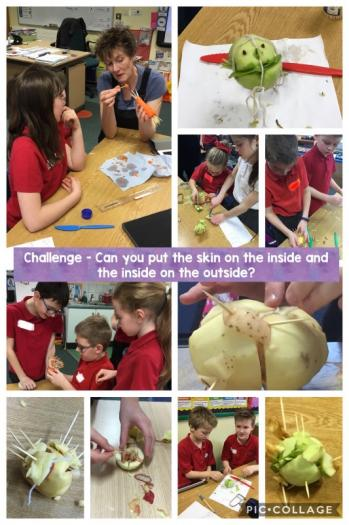 Challenge - Can you put the skin on the inside and
the inside on the outside?
PIC•COLLAGE